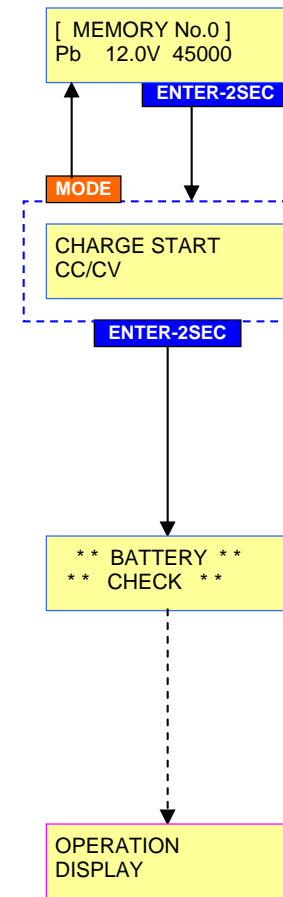 [ MEMORY No.0 ]
Pb 12.0V 45000
ENTER-2SEC
MODE
CHARGE START
CC/CV
ENTER-2SEC
* * BATTERY * *
* * CHECK * *
OPERATION
DISPLAY